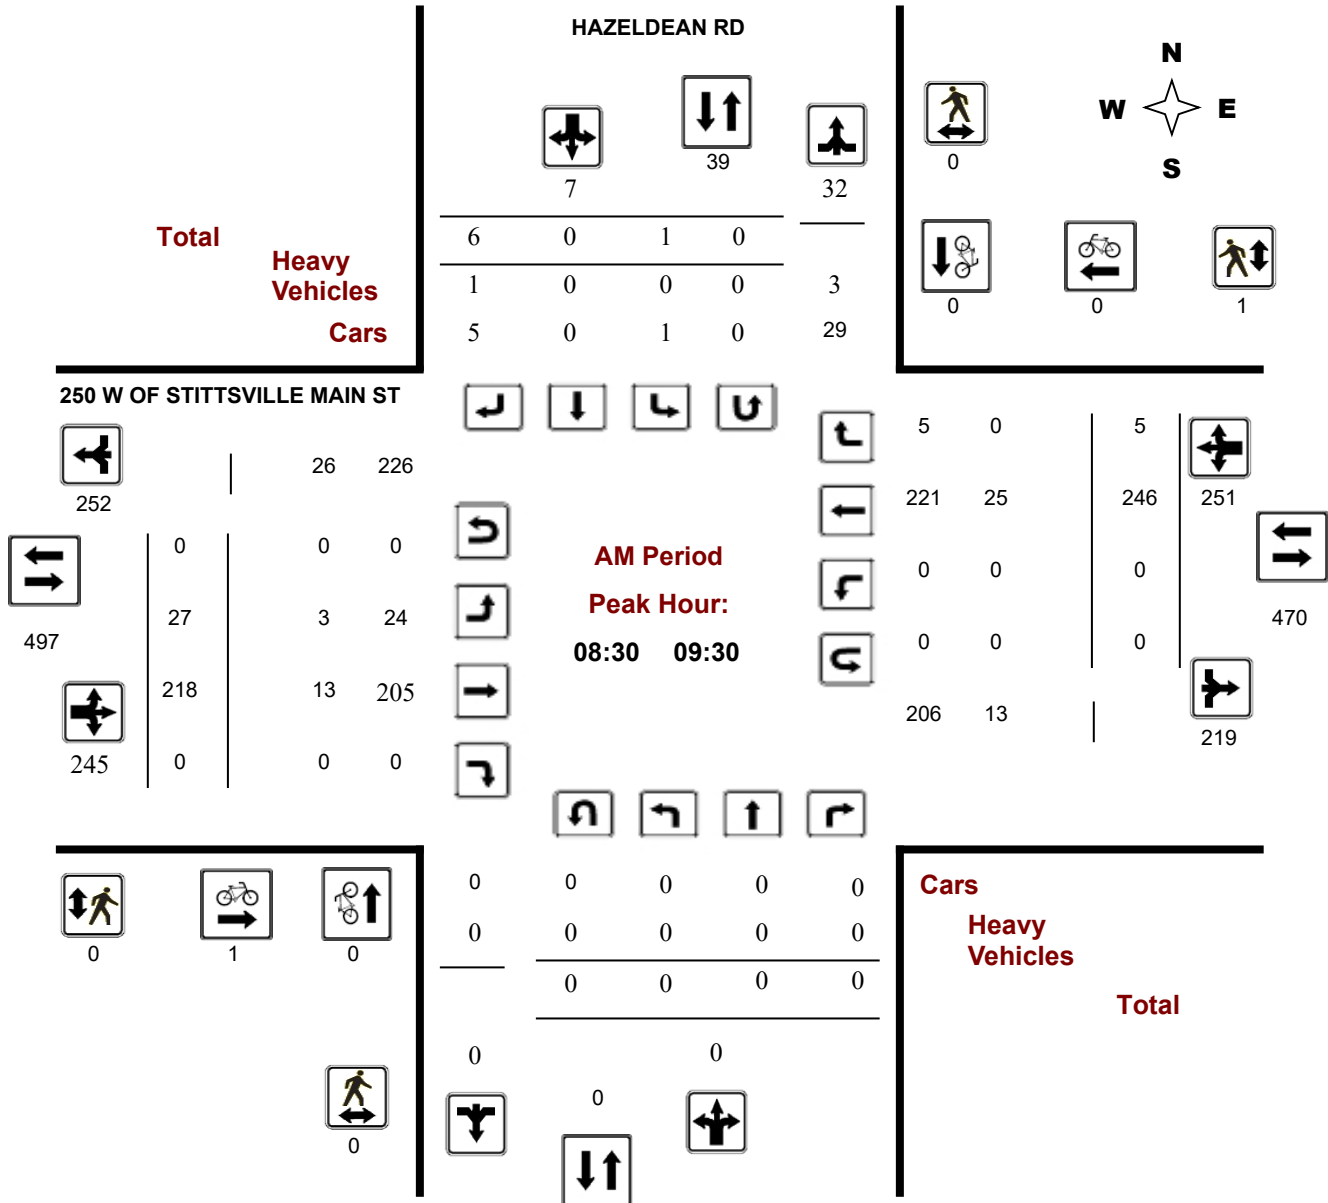 HAZELDEAN RD
N
W E
S
39
7
32
0
Total
6 0 1 0
Heavy
Vehicles
1 0 0 0 3
Cars
5 0 1 0 29
0 0 1
250 W OF STITTSVILLE MAIN ST
26 226
252
5 0 5
221 25 246 251
0 0 0
AM Period
0 0 0
27 3 24
497
Peak Hour:
470
08:30 09:30
0 0 0
218 13 205
206 13
219
245 0 0 0
0 0 0 0 0
Cars
0 0 0 0 0
Heavy
Vehicles
0 1 0
0 0 0 0
Total
0 0
0
0